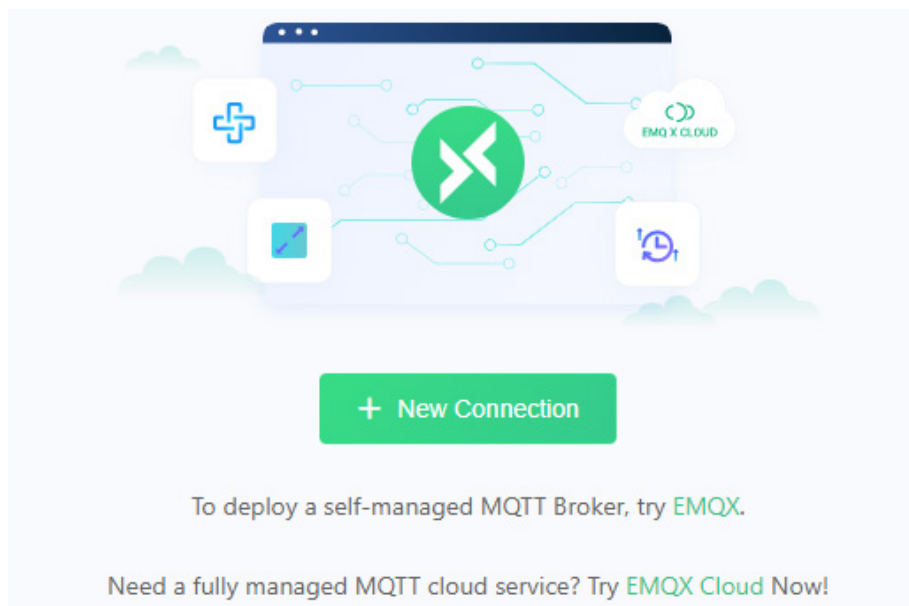 EMQ X CLOUD
New Connection
To deploy a self-managed MQTT Broker, try EMQX.
Need a fully managed MQTT cloud service? Try EMQX Cloud Now!